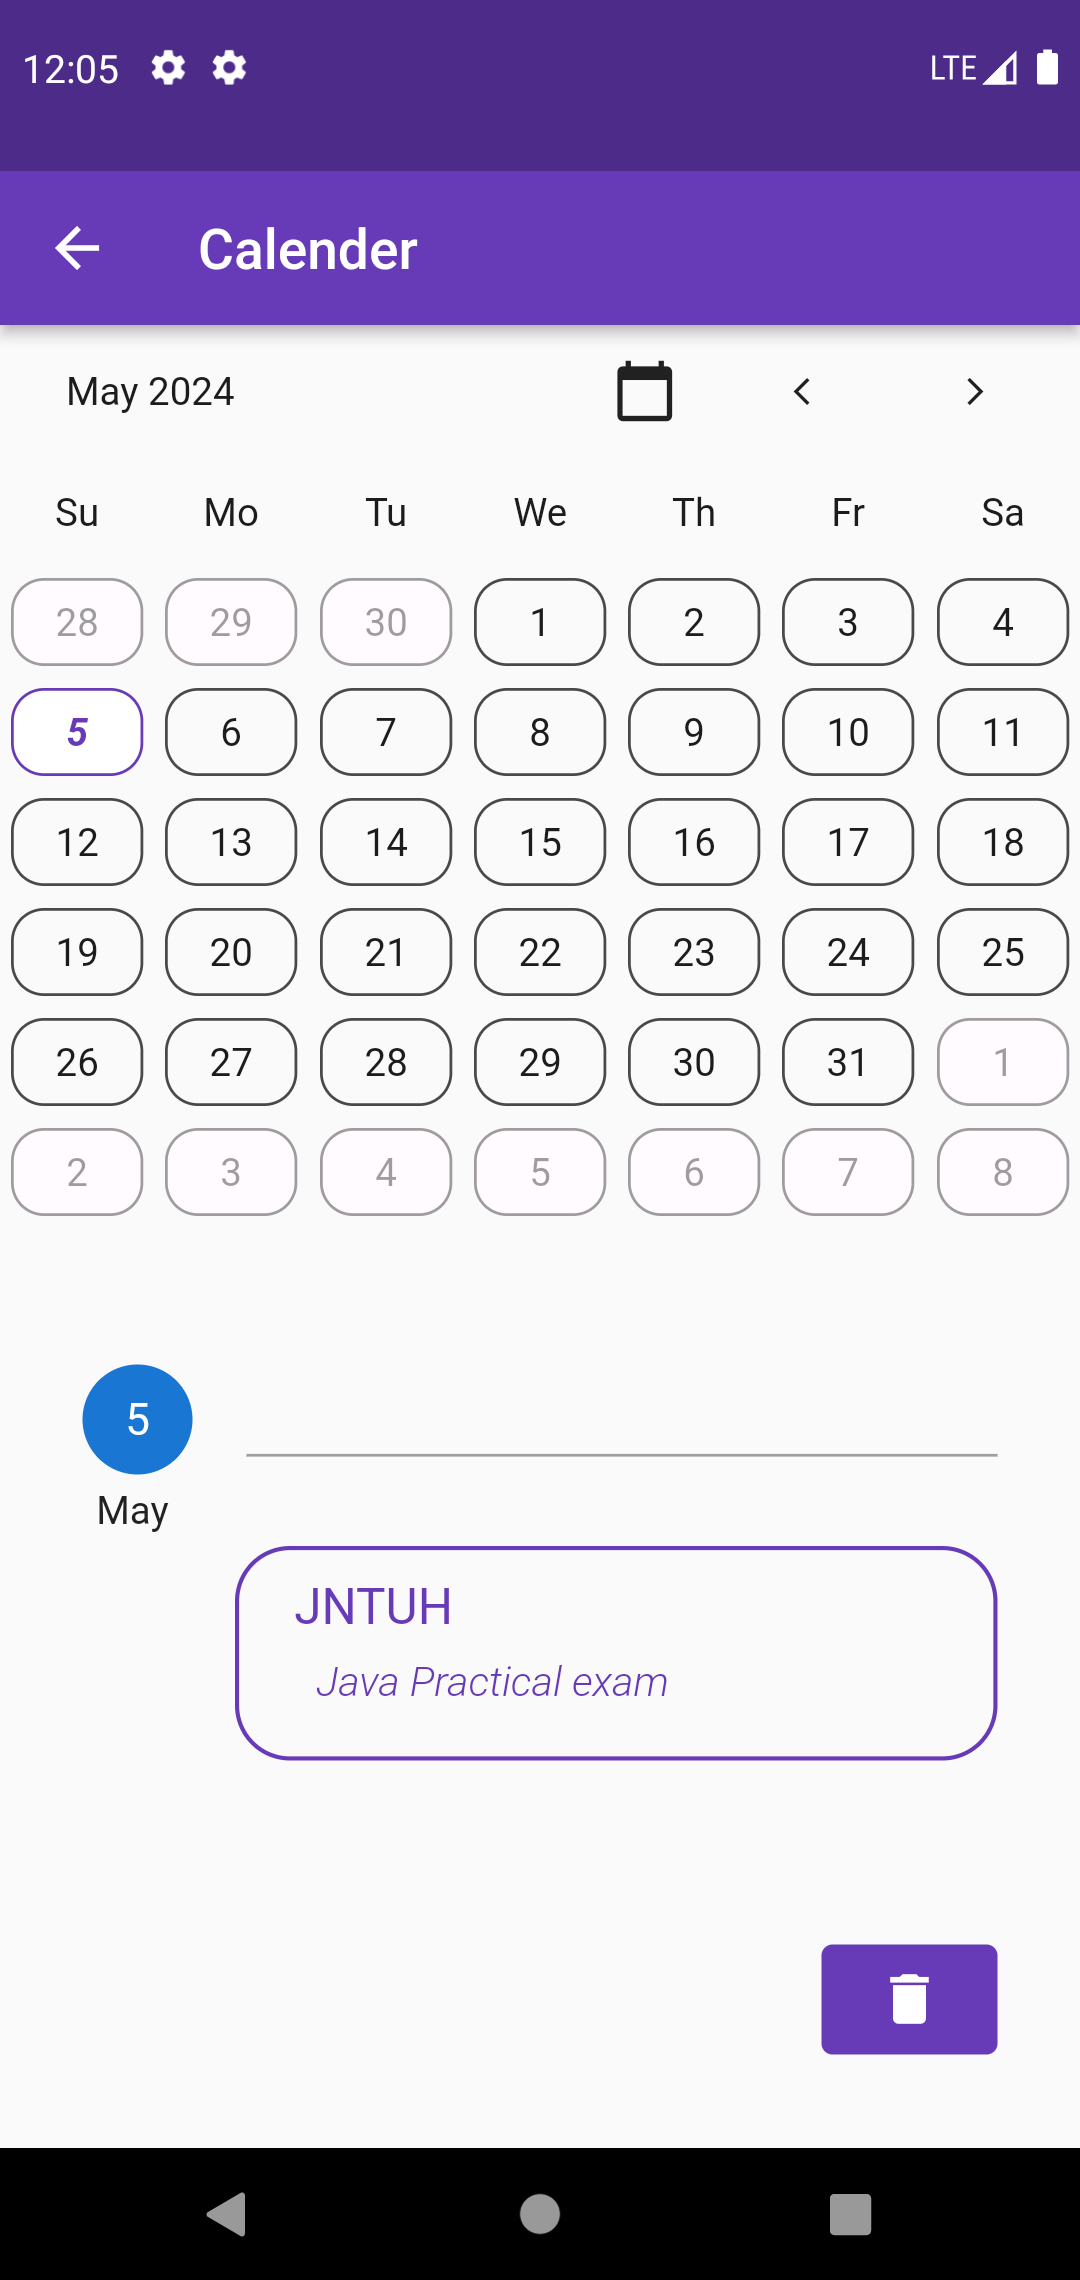 12:05 LTE
Calender
May 2024
Su Mo Tu We Th Fr Sa
28 29 30 1 2 3 4
5 6 7 8 9 10 11
12 13 14 15 16 17 18
19 20 21 22 23 24 25
26 27 28 29 30 31 1
2 3 4 5 6 7 8
5
May
JNTUH
Java Practical exam